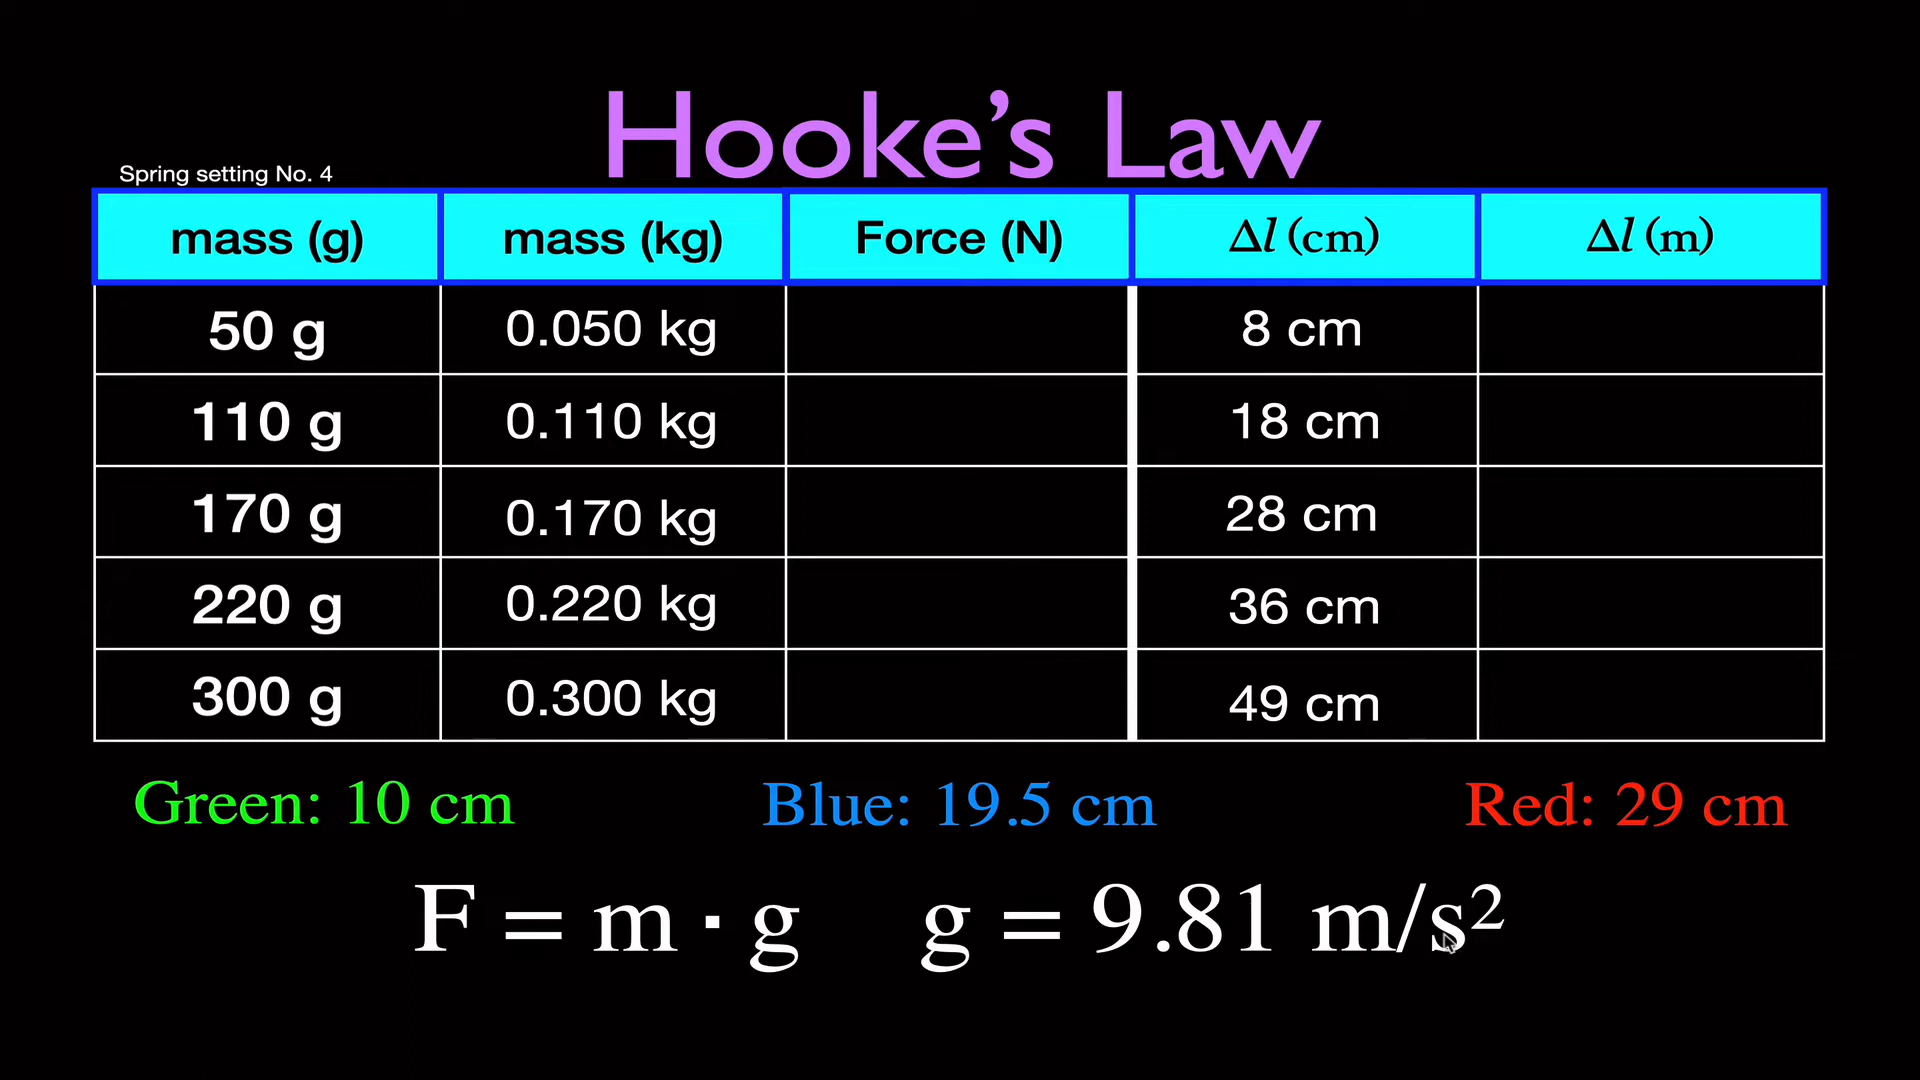 Hooke’s Law
Spring setting No. 4
mass (g) mass (kg) Force (N) Δl (cm) Δl (m)
50 g 0.050 kg 8 cm
110 g 0.110 kg 18 cm
170 g 0.170 kg 28 cm
220 g 0.220 kg 36 cm
300 g 0.300 kg 49 cm
Green: 10 cm Blue: 19.5 cm Red: 29 cm
F = m · g g = 9.81 m/s²